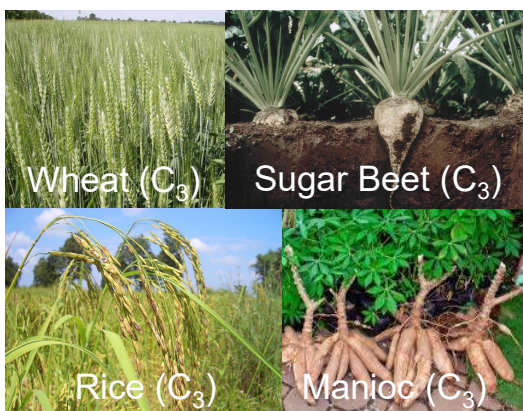 Wheat (C₃)
Sugar Beet (C₃)
Rice (C₃)
Manioc (C₃)